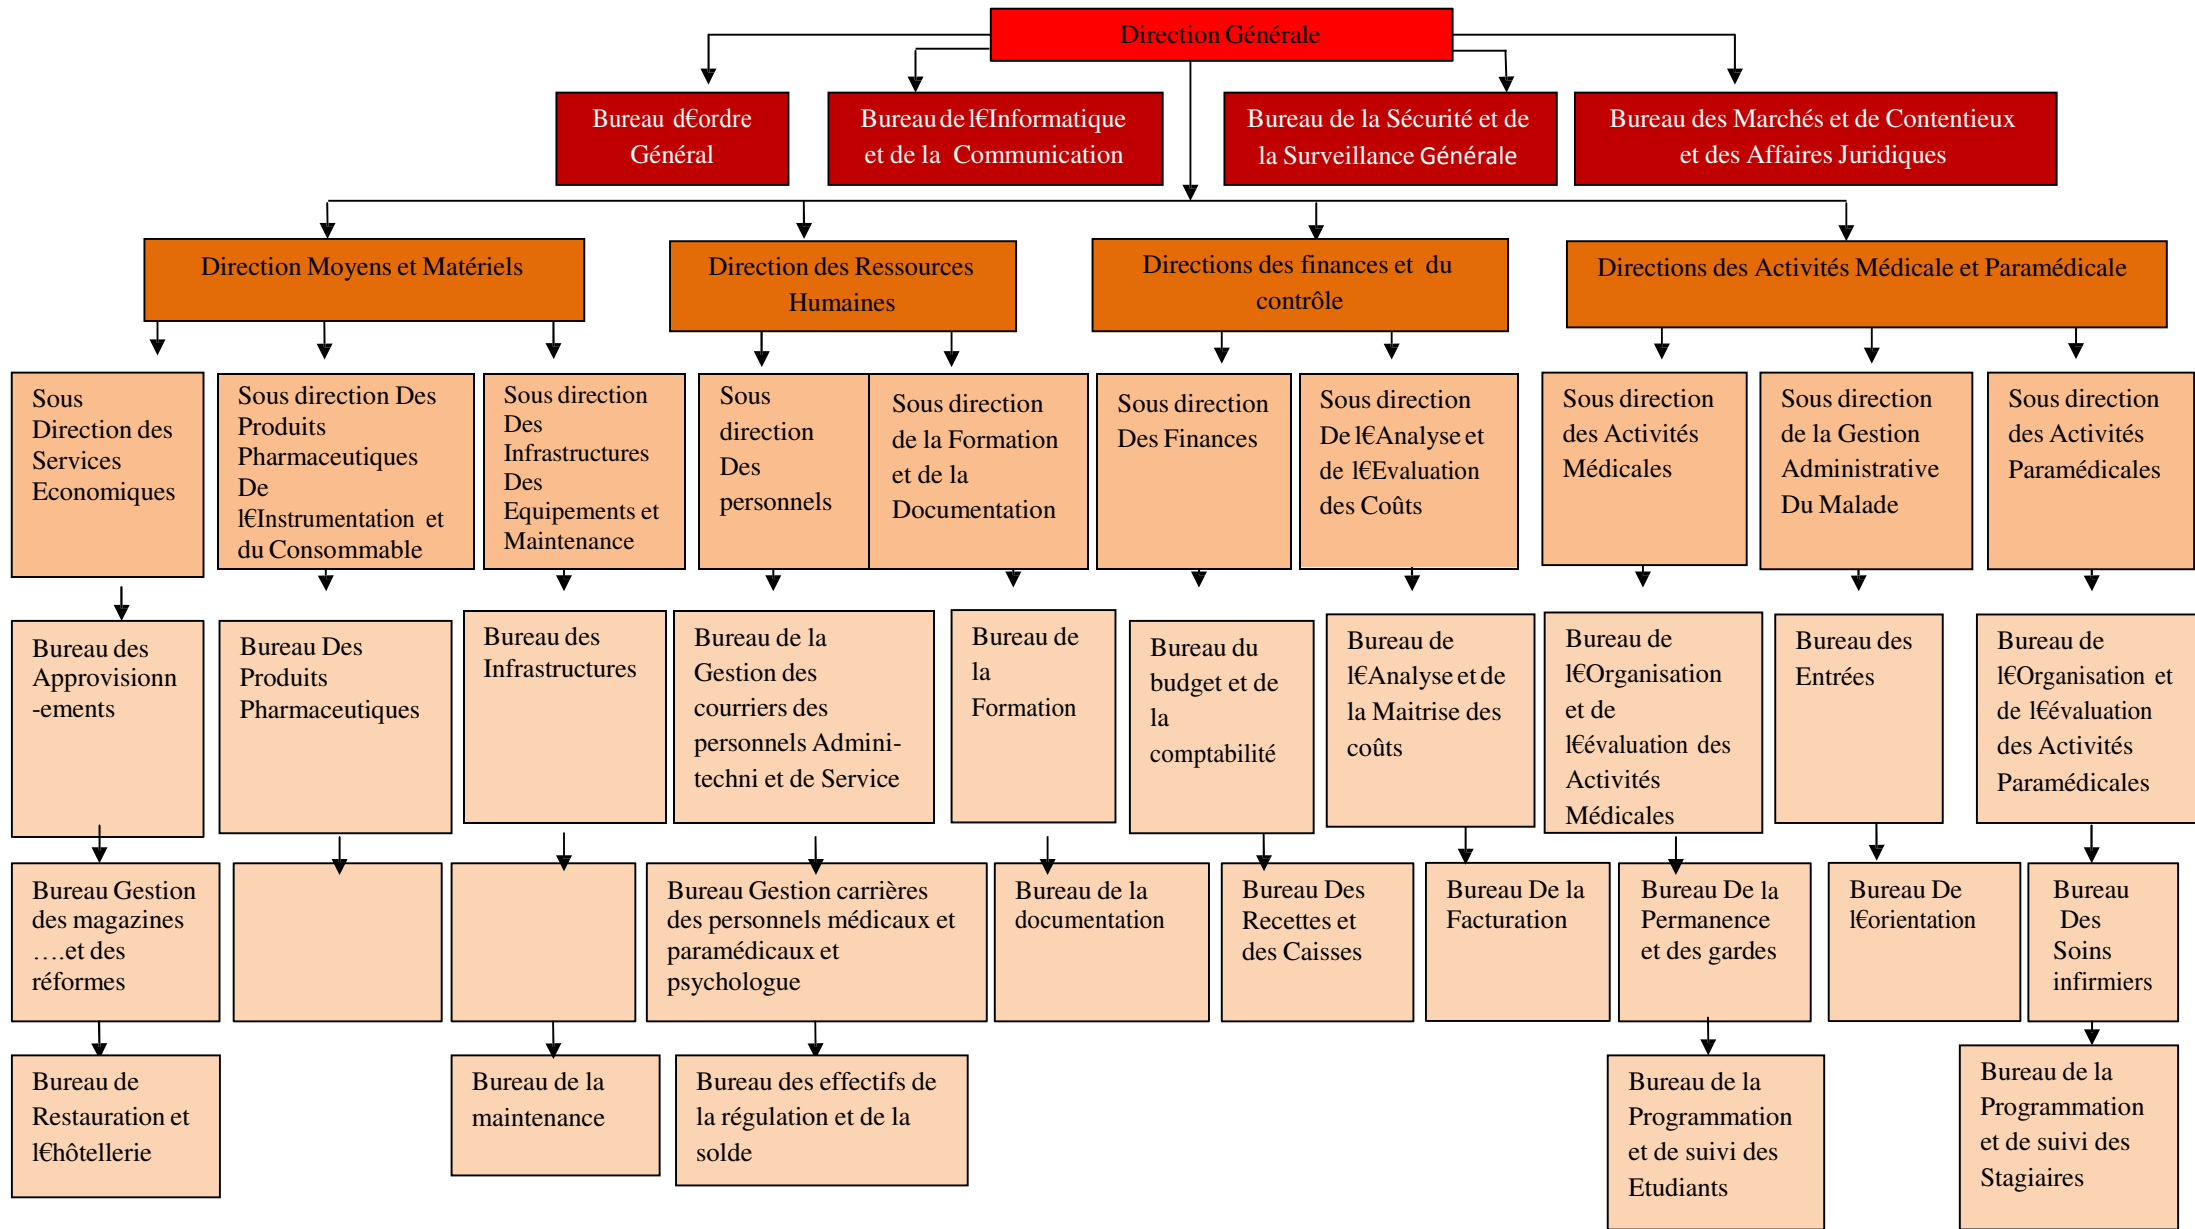 Direction Générale
Bureau d€ordre
Général
Bureau de l€Informatique
et de la Communication
Bureau de la Sécurité et de
la Surveillance Générale
Bureau des Marchés et de Contentieux
et des Affaires Juridiques
Direction Moyens et Matériels
Direction des Ressources
Humaines
Directions des finances et du
contrôle
Directions des Activités Médicale et Paramédicale
Sous
Direction des
Services
Economiques
Sous direction Des
Produits
Pharmaceutiques
De
l€Instrumentation et
du Consommable
Sous direction
Des
Infrastructures
Des
Equipements et
Maintenance
Sous
direction
Des
personnels
Sous direction
de la Formation
et de la
Documentation
Sous direction
Des Finances
Sous direction
De l€Analyse et
de l€Evaluation
des Coûts
Sous direction
des Activités
Médicales
Sous direction
de la Gestion
Administrative
Du Malade
Sous direction
des Activités
Paramédicales
Bureau des
Approvisionn
-ements
Bureau Des
Produits
Pharmaceutiques
Bureau des
Infrastructures
Bureau de la
Gestion des
courriers des
personnels Admini-
techni et de Service
Bureau de
la
Formation
Bureau du
budget et de
la
comptabilité
Bureau de
l€Analyse et de
la Maitrise des
coûts
Bureau de
l€Organisation
et de
l€évaluation des
Activités
Médicales
Bureau des
Entrées
Bureau de
l€Organisation et
de l€évaluation
des Activités
Paramédicales
Bureau Gestion
des magazines
….et des
réformes
Bureau Gestion carrières
des personnels médicaux et
paramédicaux et
psychologue
Bureau de la
documentation
Bureau Des
Recettes et
des Caisses
Bureau De la
Facturation
Bureau De la
Permanence
et des gardes
Bureau De
l€orientation
Bureau
Des
Soins
infirmiers
Bureau de
Restauration et
l€hôtellerie
Bureau de la
maintenance
Bureau des effectifs de
la régulation et de la
solde
Bureau de la
Programmation
et de suivi des
Etudiants
Bureau de la
Programmation
et de suivi des
Stagiaires